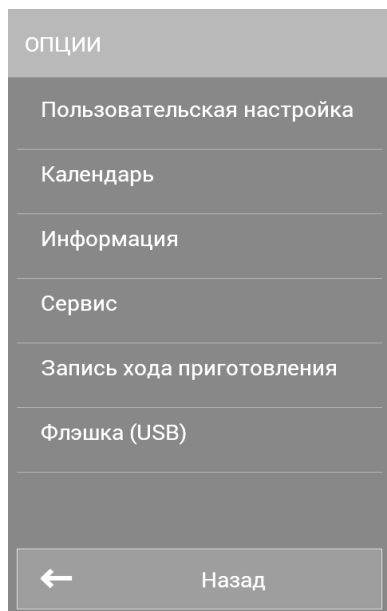 ОПЦИИ
Пользовательская настройка
Календарь
Информация
Сервис
Запись хода приготовления
Флэшка (USB)
Назад